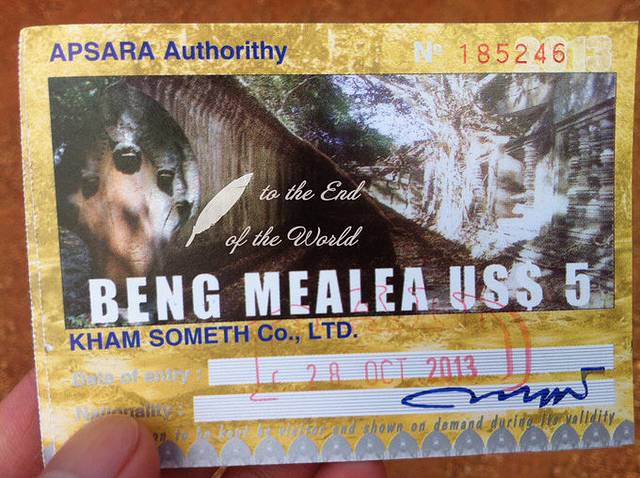 APSARA Authorithy
Nº 185246
to the End
of the World
BENG MEALEA US$ 5
KHAM SOMETH Co., LTD.
Date of entry :
28 OCT 2013
Nationality :
on to be kept by visitor and shown on demand during its validity